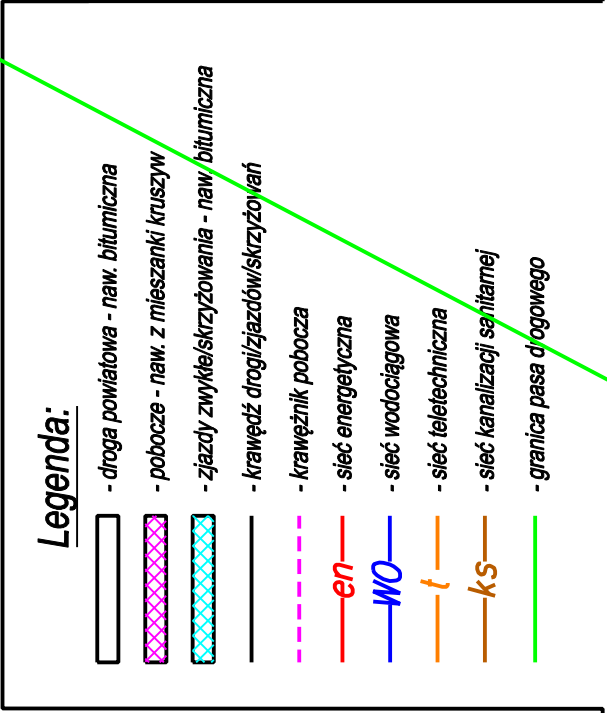 Legenda:
- droga powiatowa - naw. bitumiczna
- pobocze - naw. z mieszanki kruszyw
- zjazdy zwykłe/skrzyżowania - naw. bitumiczna
- krawędź drogi/zjazdów/skrzyżowań
- krawężnik pobocza
en - sieć energetyczna
WO - sieć wodociągowa
t - sieć teletechniczna
ks - sieć kanalizacji sanitarnej
- granica pasa drogowego